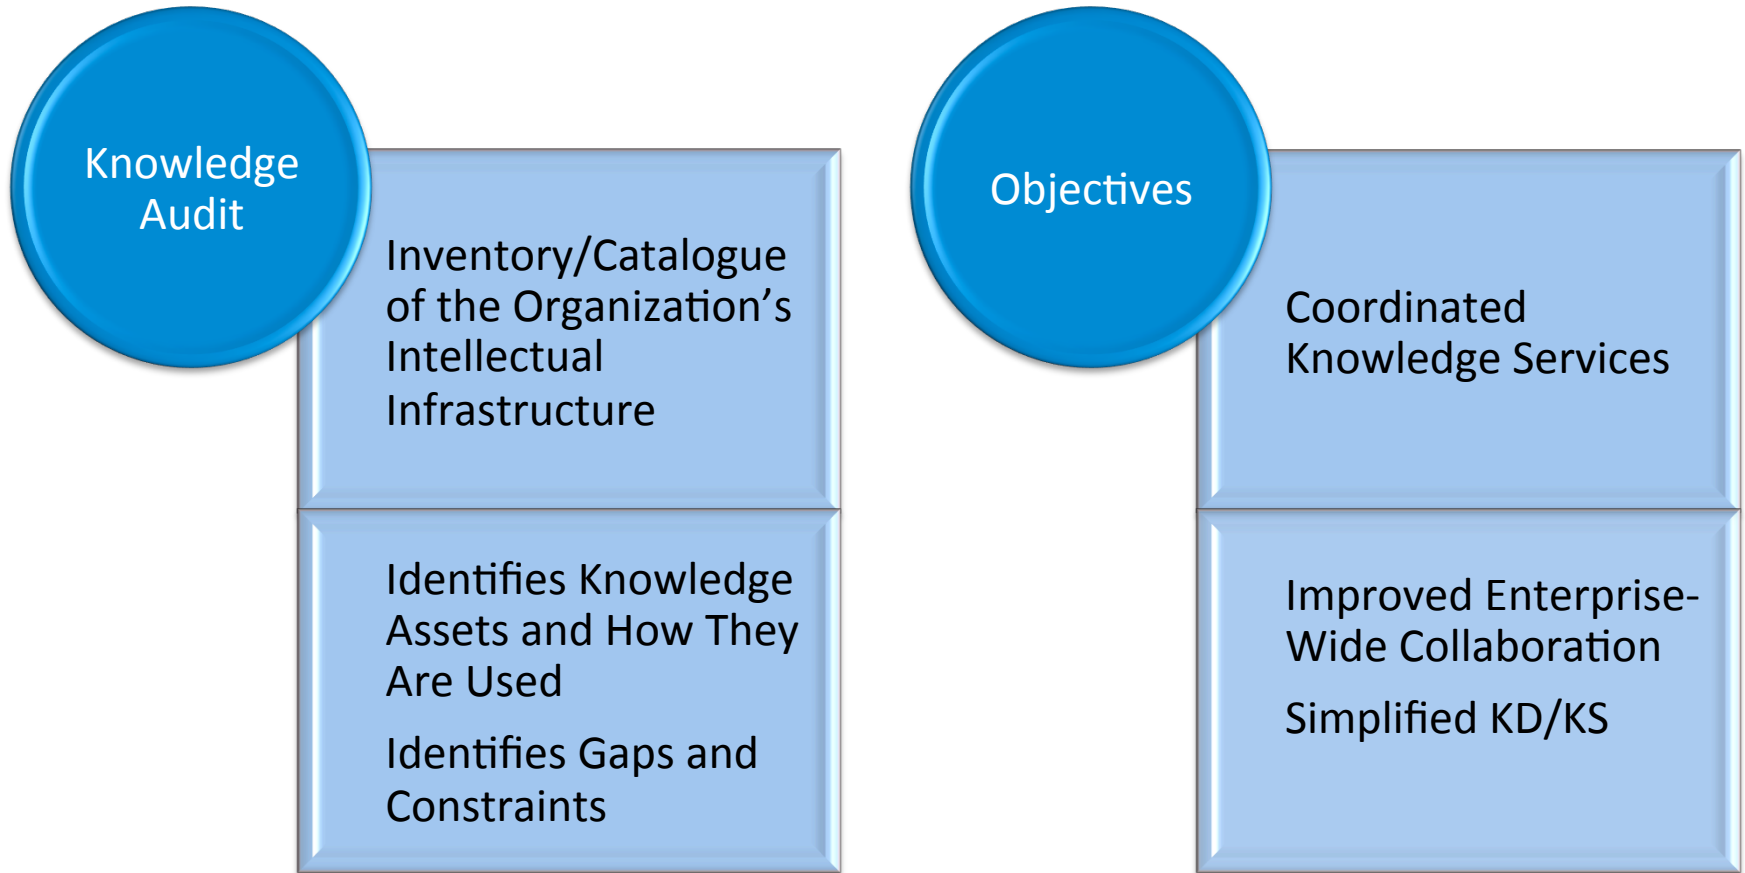 Knowledge
Audit
Inventory/Catalogue
of the Organization’s
Intellectual
Infrastructure
Identifies Knowledge
Assets and How They
Are Used
Identifies Gaps and
Constraints
Objectives
Coordinated
Knowledge Services
Improved Enterprise-
Wide Collaboration
Simplified KD/KS